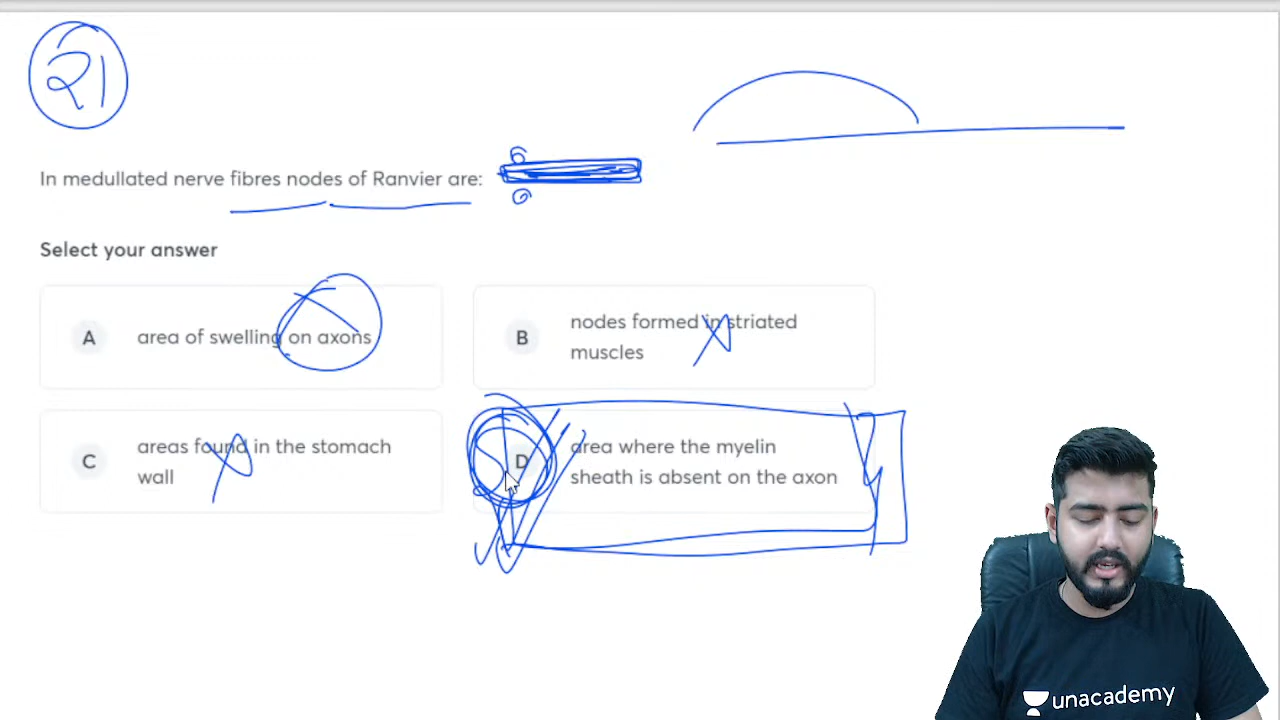 21
In medullated nerve fibres nodes of Ranvier are:
Select your answer
A
area of swelling on axons
B
nodes formed in striated
muscles
C
areas found in the stomach
wall
D
area where the myelin
sheath is absent on the axon
unacademy